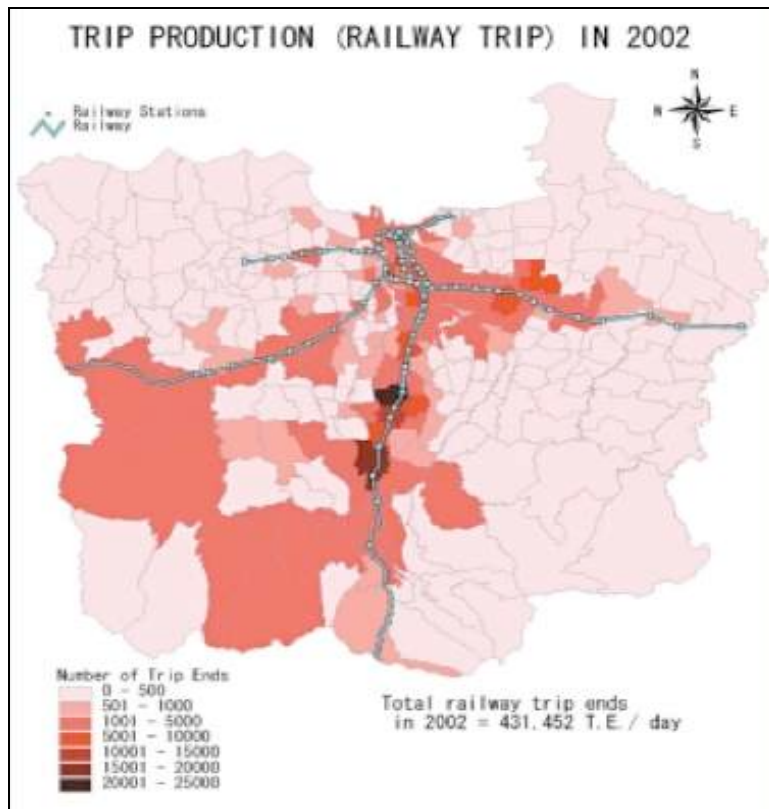 TRIP PRODUCTION (RAILWAY TRIP) IN 2002
N
W E
S
Railway Stations
Railway
Number of Trip Ends
0 - 500
501 - 1000
1001 - 5000
5001 - 10000
10001 - 15000
15001 - 20000
20001 - 25000
Total railway trip ends
in 2002 = 431.452 T.E./ day